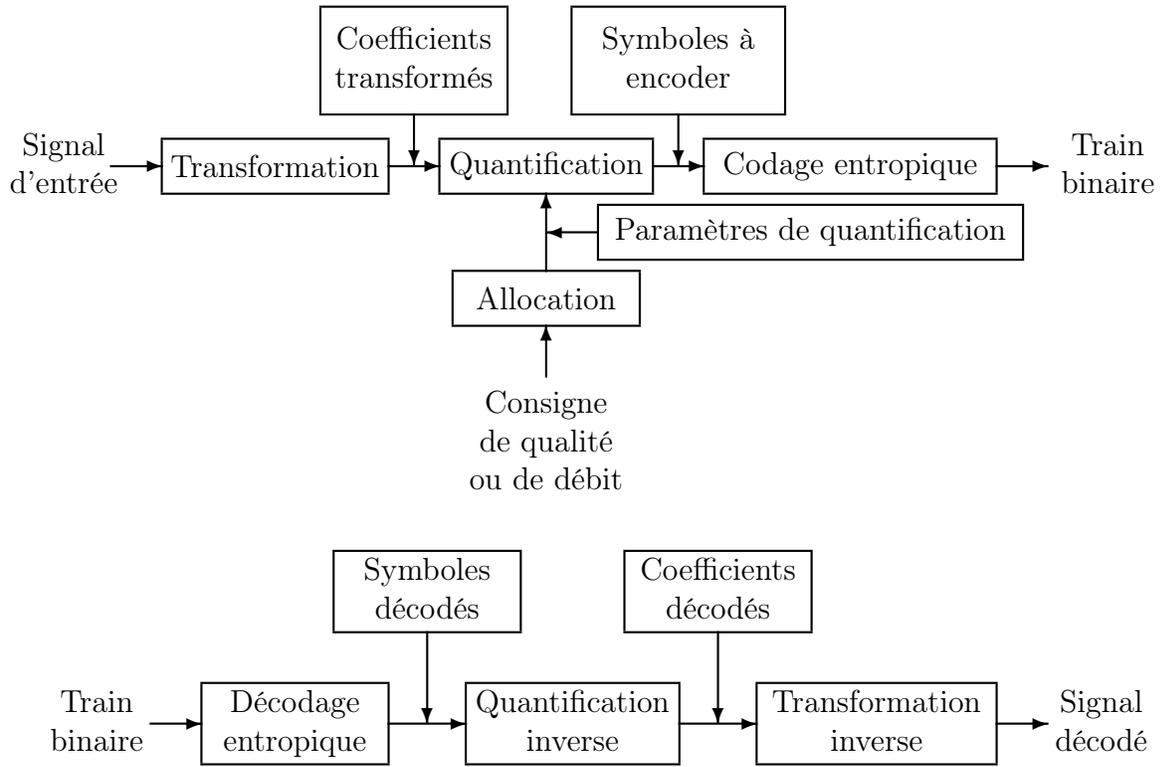 Coefficients
transformés
Symboles à
encoder
Signal
d'entrée
Transformation
Quantification
Codage entropique
Train
binaire
Paramètres de quantification
Allocation
Consigne
de qualité
ou de débit
Symboles
décodés
Coefficients
décodés
Train
binaire
Décodage
entropique
Quantification
inverse
Transformation
inverse
Signal
décodé